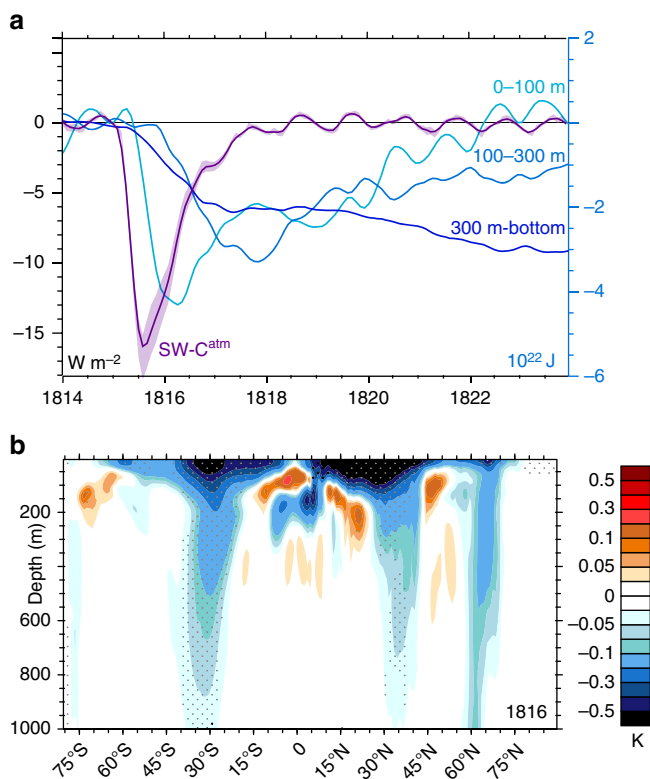 a
2
0–100 m
0
0
100–300 m
−5
−2
300 m-bottom
−10
−4
−15
SW-Cᵃᵗᵐ
W m⁻²
10²² J
−6
1814
1816
1818
1820
1822
b
0.5
0.3
0.1
0.05
0
−0.05
−0.1
−0.3
−0.5
K
Depth (m)
200
400
600
800
1000
1816
75°S
60°S
45°S
30°S
15°S
0
15°N
30°N
45°N
60°N
75°N